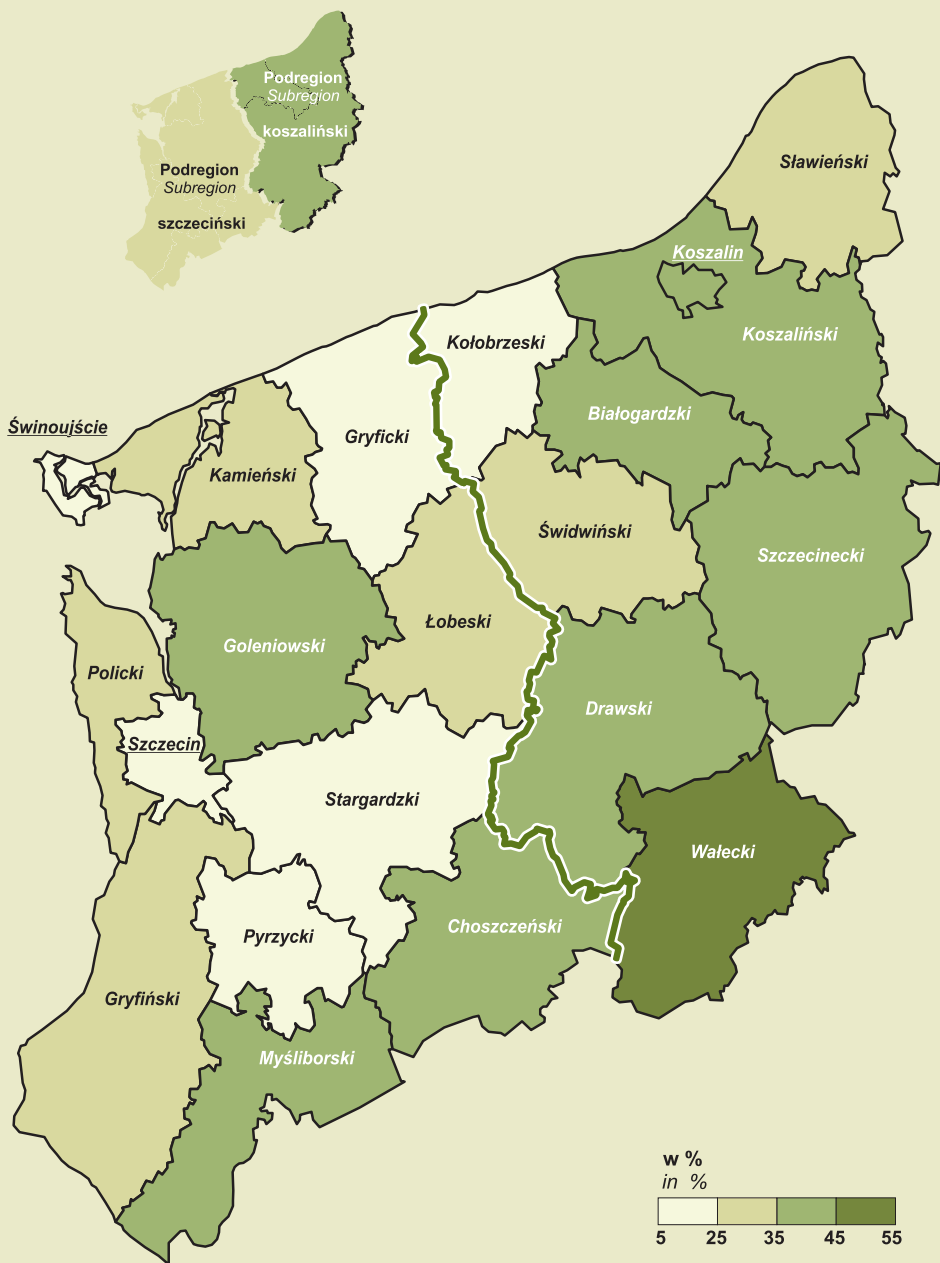 Podregion
Subregion
koszaliński
Podregion
Subregion
szczeciński
Sławieński
Koszalin
Koszaliński
Kołobrzeski
Białogardzki
Gryficki
Świnoujście
Kamieński
Świdwiński
Szczecinecki
Łobeski
Goleniowski
Policki
Drawski
Szczecin
Stargardzki
Wałecki
Choszczeński
Pyrzycki
Gryfiński
Myśliborski
w %
in %
5 25 35 45 55